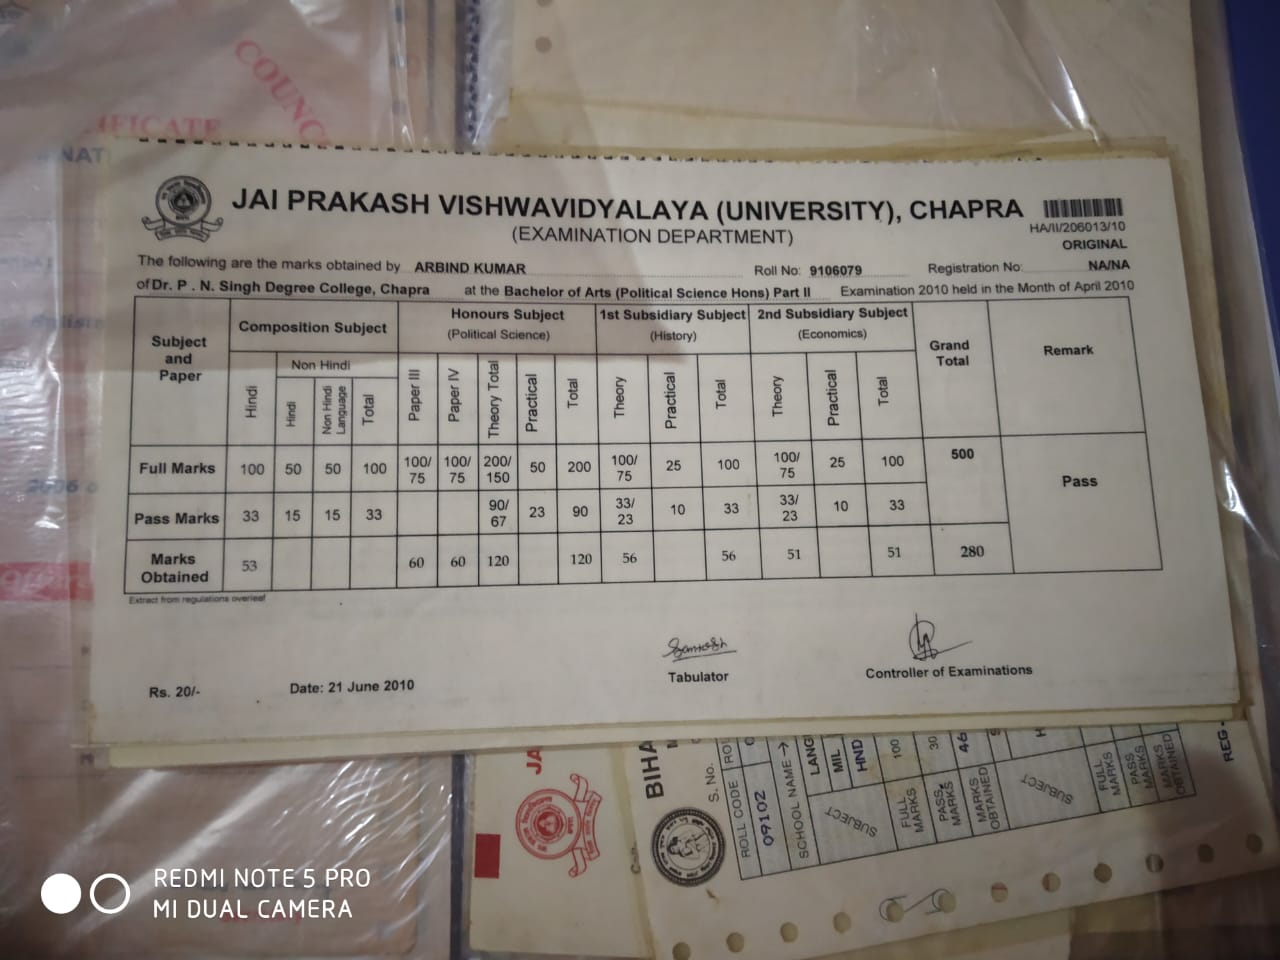 COUNC
IFICATE
NAT
JAI PRAKASH VISHWAVIDYALAYA (UNIVERSITY), CHAPRA
(EXAMINATION DEPARTMENT)
HA/II/206013/10
ORIGINAL
The following are the marks obtained by ARBIND KUMAR Roll No: 9106079 Registration No: NA/NA
of Dr. P . N. Singh Degree College, Chapra at the Bachelor of Arts (Political Science Hons) Part II Examination 2010 held in the Month of April 2010
Subject and Paper Composition Subject Honours Subject (Political Science) 1st Subsidiary Subject (History) 2nd Subsidiary Subject (Economics) Grand Total Remark
Non Hindi
Hindi Hindi Non Hindi Language Total Paper III Paper IV Theory Total Practical Total Theory Practical Total Theory Practical Total
Full Marks 100 50 50 100 100/75 100/75 200/150 50 200 100/75 25 100 100/75 25 100 500
Pass
Pass Marks 33 15 15 33 90/67 23 90 33/23 10 33 33/23 10 33
Marks Obtained 53 60 60 120 120 56 56 51 51 280
Extract from regulations overleaf
Rs. 20/- Date: 21 June 2010
Tabulator
Controller of Examinations
JA
BIHA
S. No.
ROLL CODE
09102
SCHOOL NAME
LANG
MIL
HND
SUBJECT
100
FULL MARKS
30
PASS MARKS
46
MARKS OBTAINED
SUBJECT
FULL MARKS
PASS MARKS
MARKS OBTAINED
REG-
REDMI NOTE 5 PRO
MI DUAL CAMERA